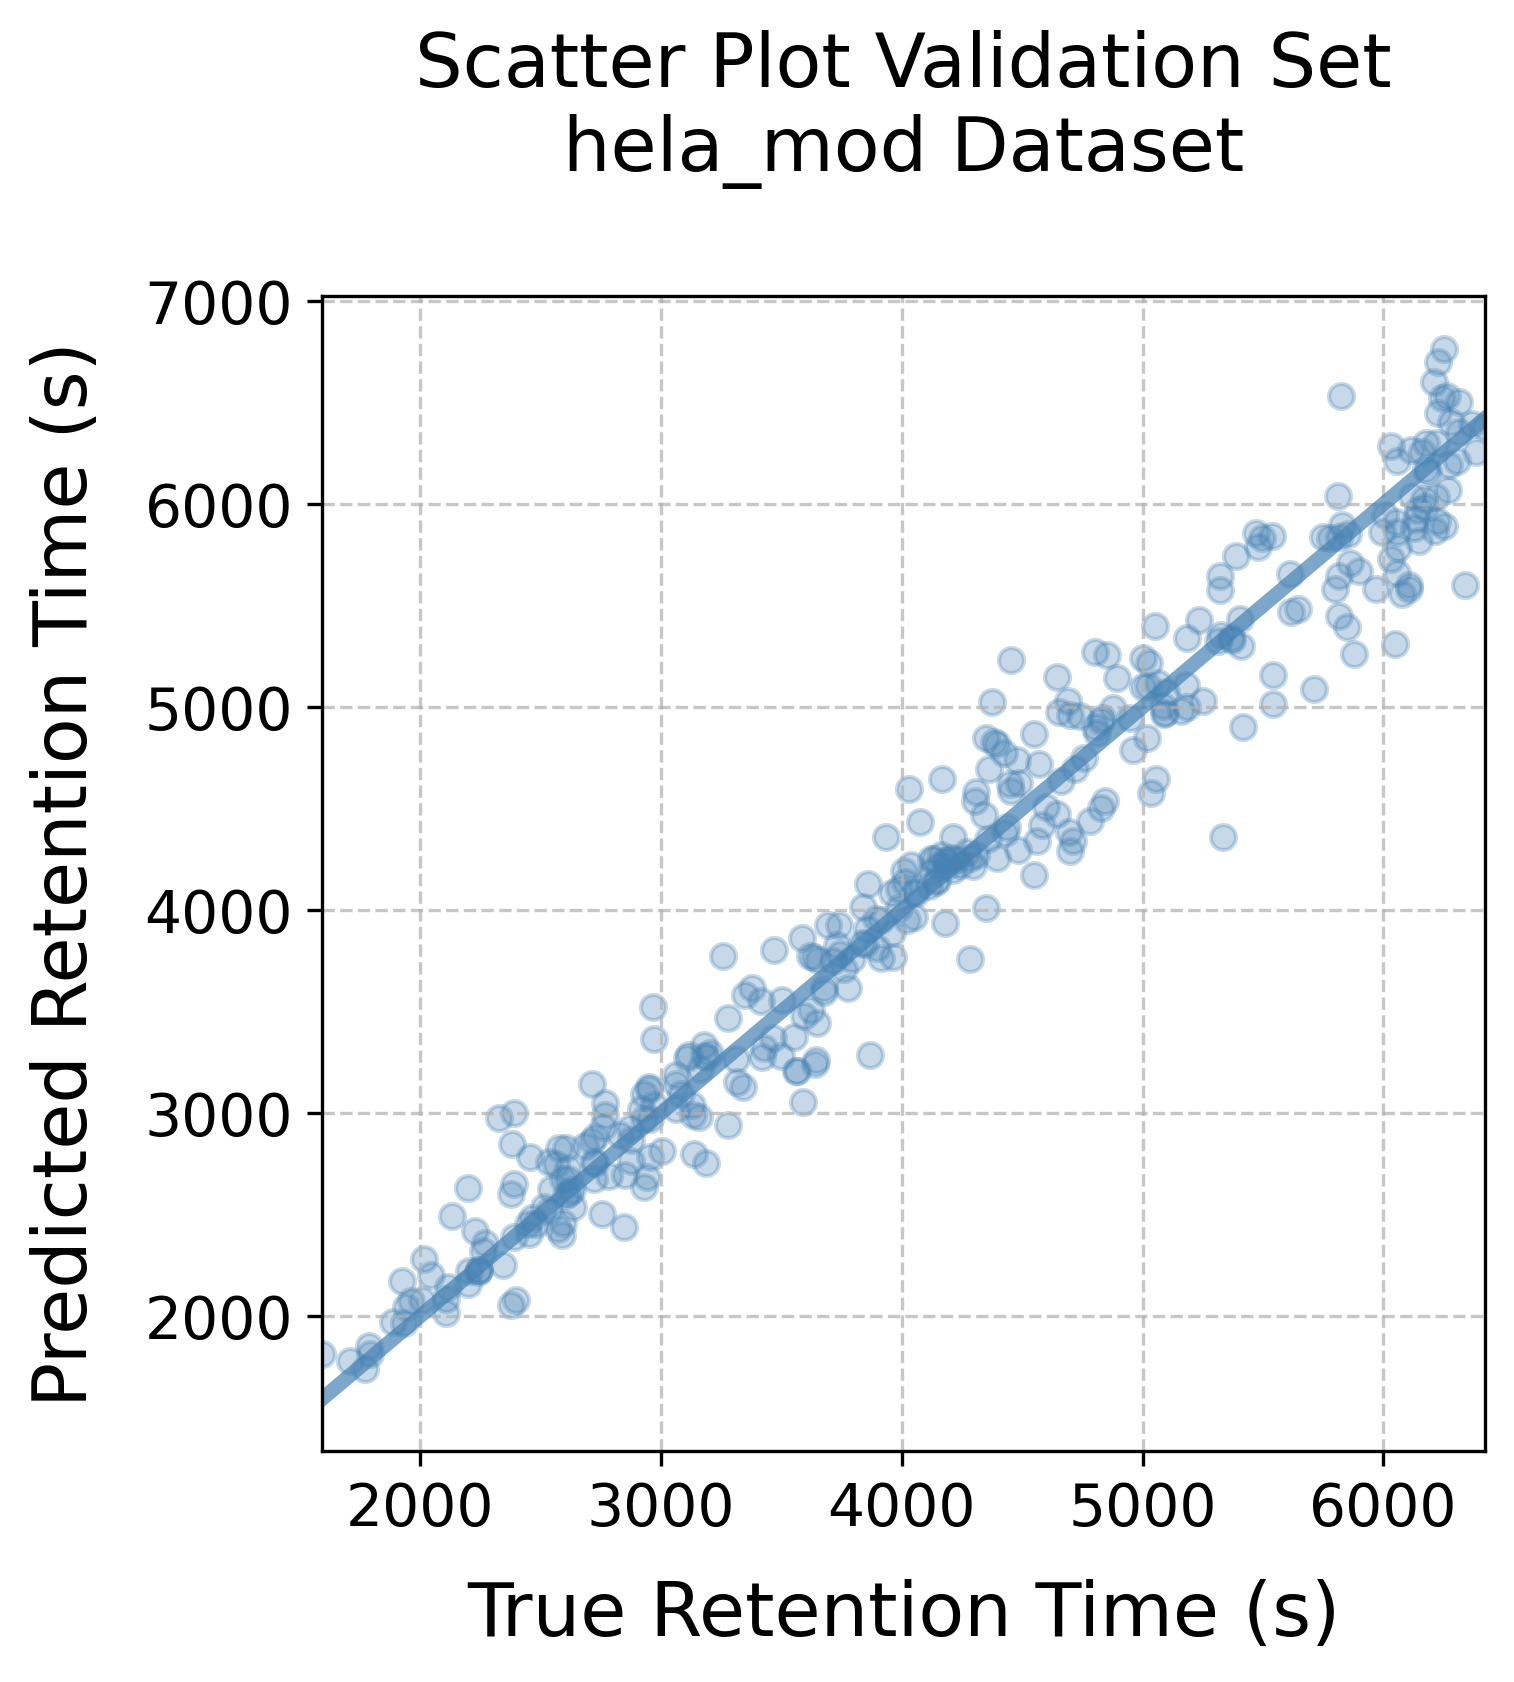 Scatter Plot Validation Set
hela_mod Dataset
7000
6000
5000
4000
3000
2000
Predicted Retention Time (s)
2000 3000 4000 5000 6000
True Retention Time (s)